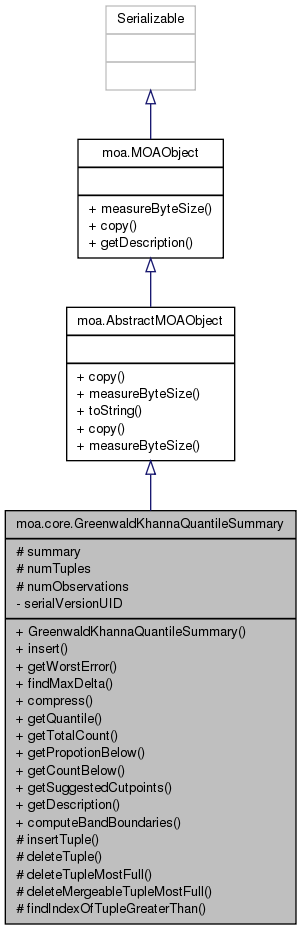 Serializable
moa.MOAObject
+ measureByteSize()
+ copy()
+ getDescription()
moa.AbstractMOAObject
+ copy()
+ measureByteSize()
+ toString()
+ copy()
+ measureByteSize()
moa.core.GreenwaldKhannaQuantileSummary
# summary
# numTuples
# numObservations
- serialVersionUID
+ GreenwaldKhannaQuantileSummary()
+ insert()
+ getWorstError()
+ findMaxDelta()
+ compress()
+ getQuantile()
+ getTotalCount()
+ getPropotionBelow()
+ getCountBelow()
+ getSuggestedCutpoints()
+ getDescription()
+ computeBandBoundaries()
# insertTuple()
# deleteTuple()
# deleteTupleMostFull()
# deleteMergeableTupleMostFull()
# findIndexOfTupleGreaterThan()